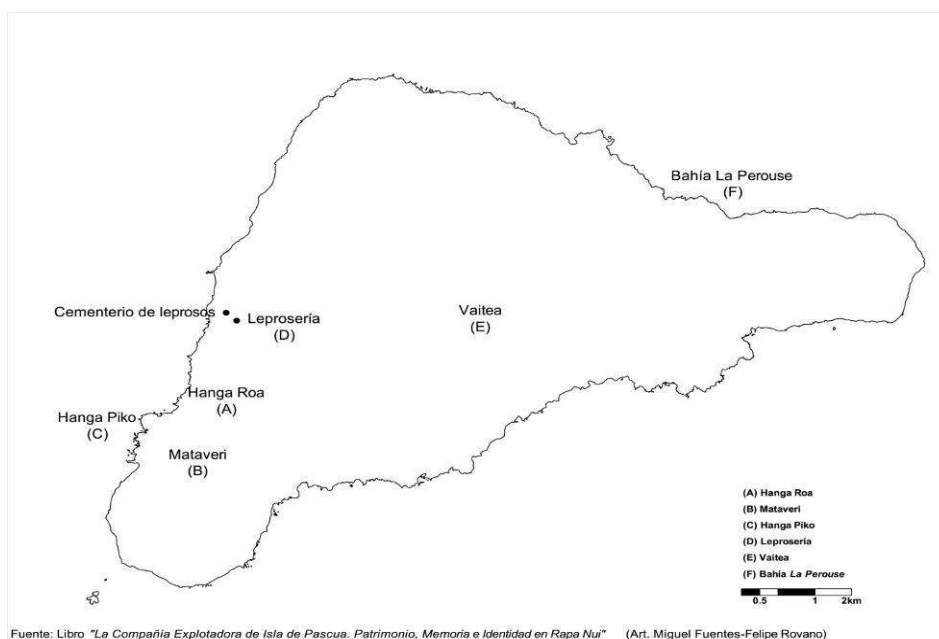 Bahía La Perouse
(F)
Cementerio de leprosos
Leprosería
(D)
Vaitea
(E)
Hanga Roa
(A)
Hanga Piko
(C)
Mataveri
(B)
(A) Hanga Roa
(B) Mataveri
(C) Hanga Piko
(D) Leprosería
(E) Vaitea
(F) Bahía La Perouse
0.5 1 2km
Fuente: Libro "La Compañía Explotadora de Isla de Pascua. Patrimonio, Memoria e Identidad en Rapa Nui" (Art. Miguel Fuentes-Felipe Rovano)